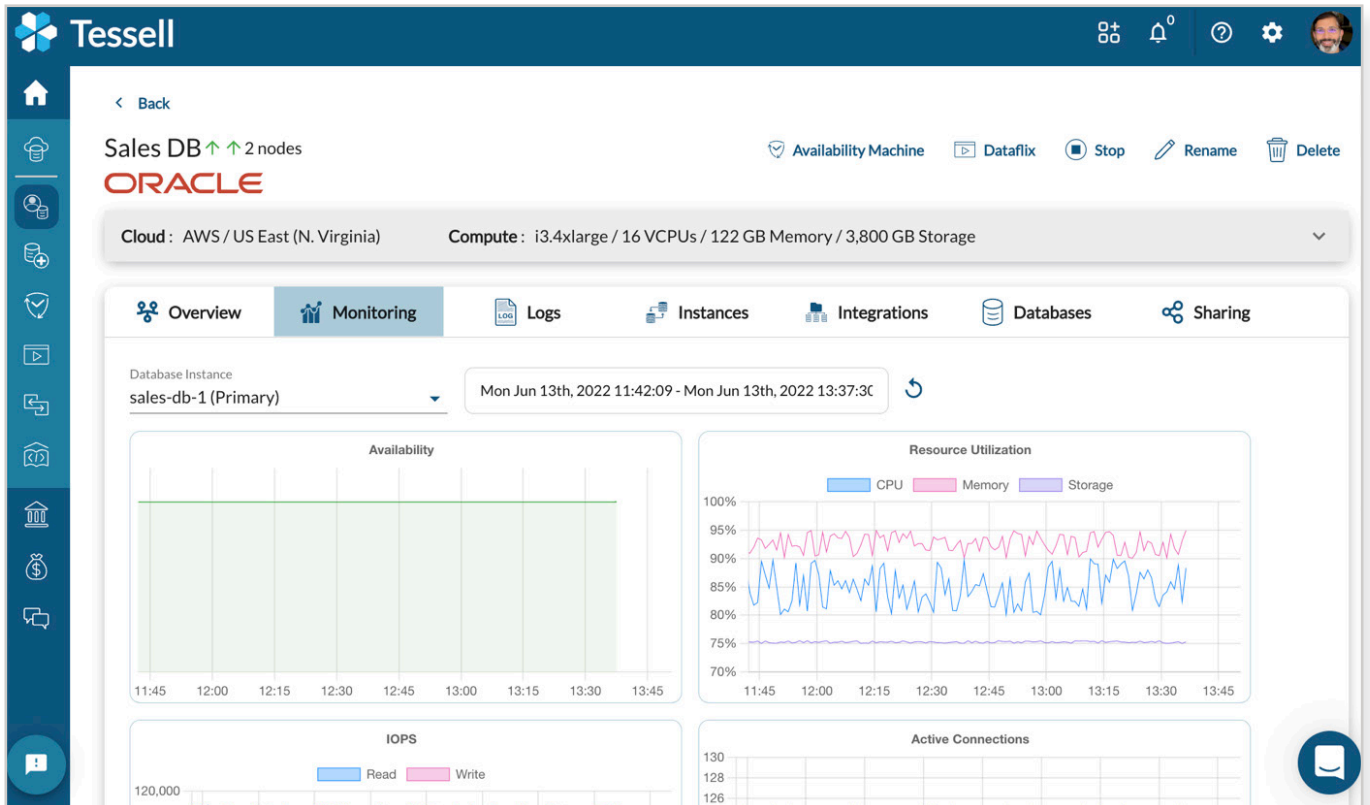 Tessell
0
< Back
Sales DB ↑ ↑ 2 nodes
Availability Machine Dataflix Stop Rename Delete
ORACLE
Cloud : AWS / US East (N. Virginia) Compute : i3.4xlarge / 16 VCPUs / 122 GB Memory / 3,800 GB Storage
Overview Monitoring LOG Logs Instances Integrations Databases Sharing
Database Instance
sales-db-1 (Primary)
Mon Jun 13th, 2022 11:42:09 - Mon Jun 13th, 2022 13:37:30
Availability
11:45 12:00 12:15 12:30 12:45 13:00 13:15 13:30 13:45
Resource Utilization
CPU Memory Storage
100%
95%
90%
85%
80%
75%
70%
11:45 12:00 12:15 12:30 12:45 13:00 13:15 13:30 13:45
IOPS
Read Write
120,000
Active Connections
130
128
126